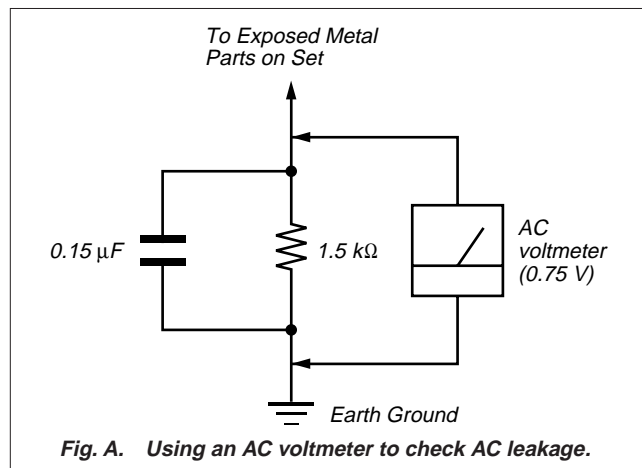 To Exposed Metal
Parts on Set
0.15 µF
1.5 kΩ
AC
voltmeter
(0.75 V)
Earth Ground
Fig. A. Using an AC voltmeter to check AC leakage.